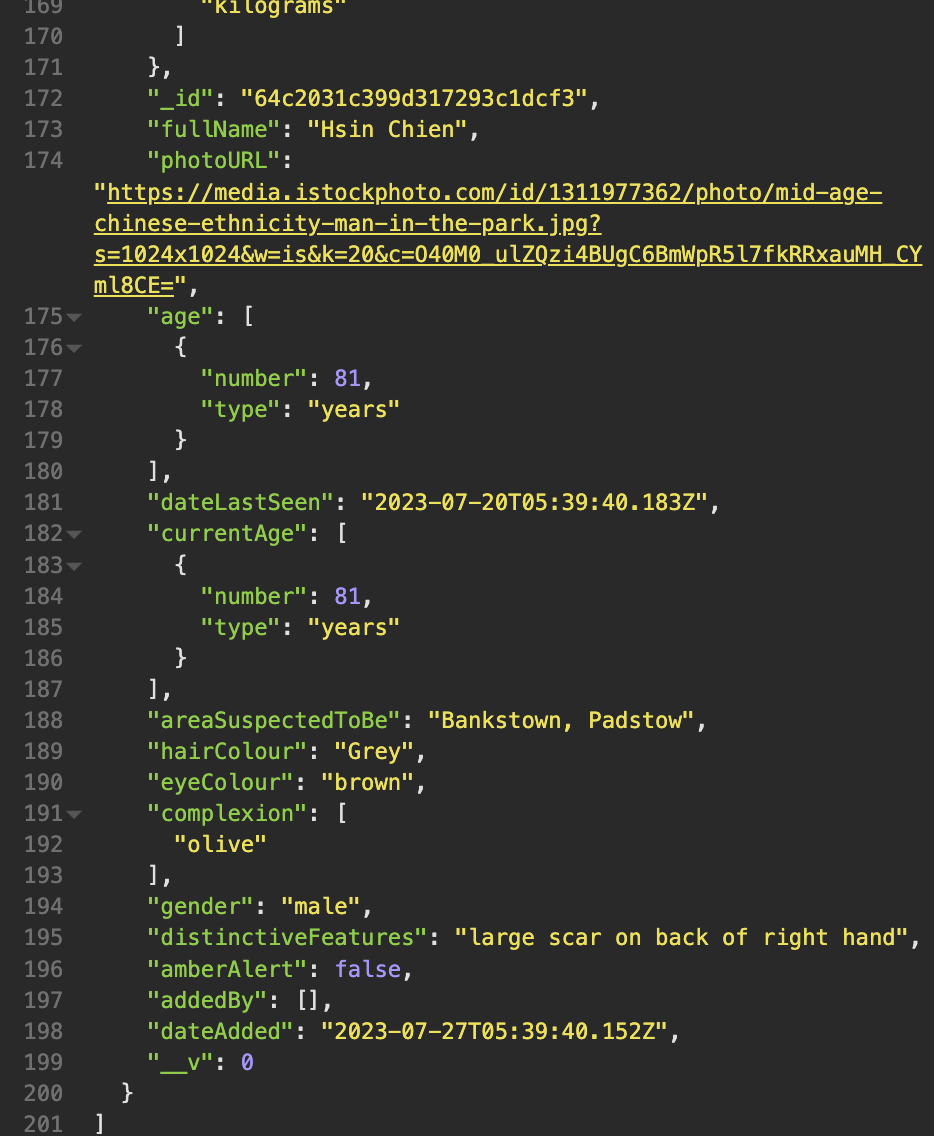 169 "kilograms"
170 ]
171 },
172 "_id": "64c2031c399d317293c1dcf3",
173 "fullName": "Hsin Chien",
174 "photoURL":
"https://media.istockphoto.com/id/1311977362/photo/mid-age-
chinese-ethnicity-man-in-the-park.jpg?
s=1024x1024&w=is&k=20&c=O40M0_ulZQzi4BUgC6BmWpR5l7fkRRxauMH_CY
ml8CE=",
175 "age": [
176 {
177 "number": 81,
178 "type": "years"
179 }
180 ],
181 "dateLastSeen": "2023-07-20T05:39:40.183Z",
182 "currentAge": [
183 {
184 "number": 81,
185 "type": "years"
186 }
187 ],
188 "areaSuspectedToBe": "Bankstown, Padstow",
189 "hairColour": "Grey",
190 "eyeColour": "brown",
191 "complexion": [
192 "olive"
193 ],
194 "gender": "male",
195 "distinctiveFeatures": "large scar on back of right hand",
196 "amberAlert": false,
197 "addedBy": [],
198 "dateAdded": "2023-07-27T05:39:40.152Z",
199 "__v": 0
200 }
201 ]